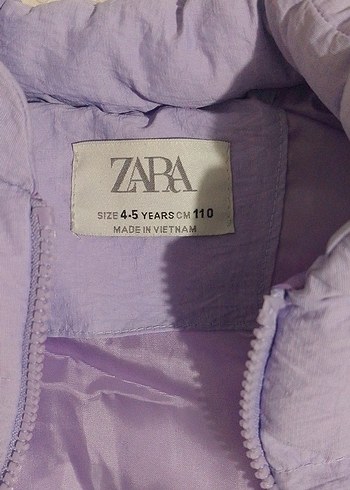 ZARA
SIZE 4-5 YEARS CM 110
MADE IN VIETNAM